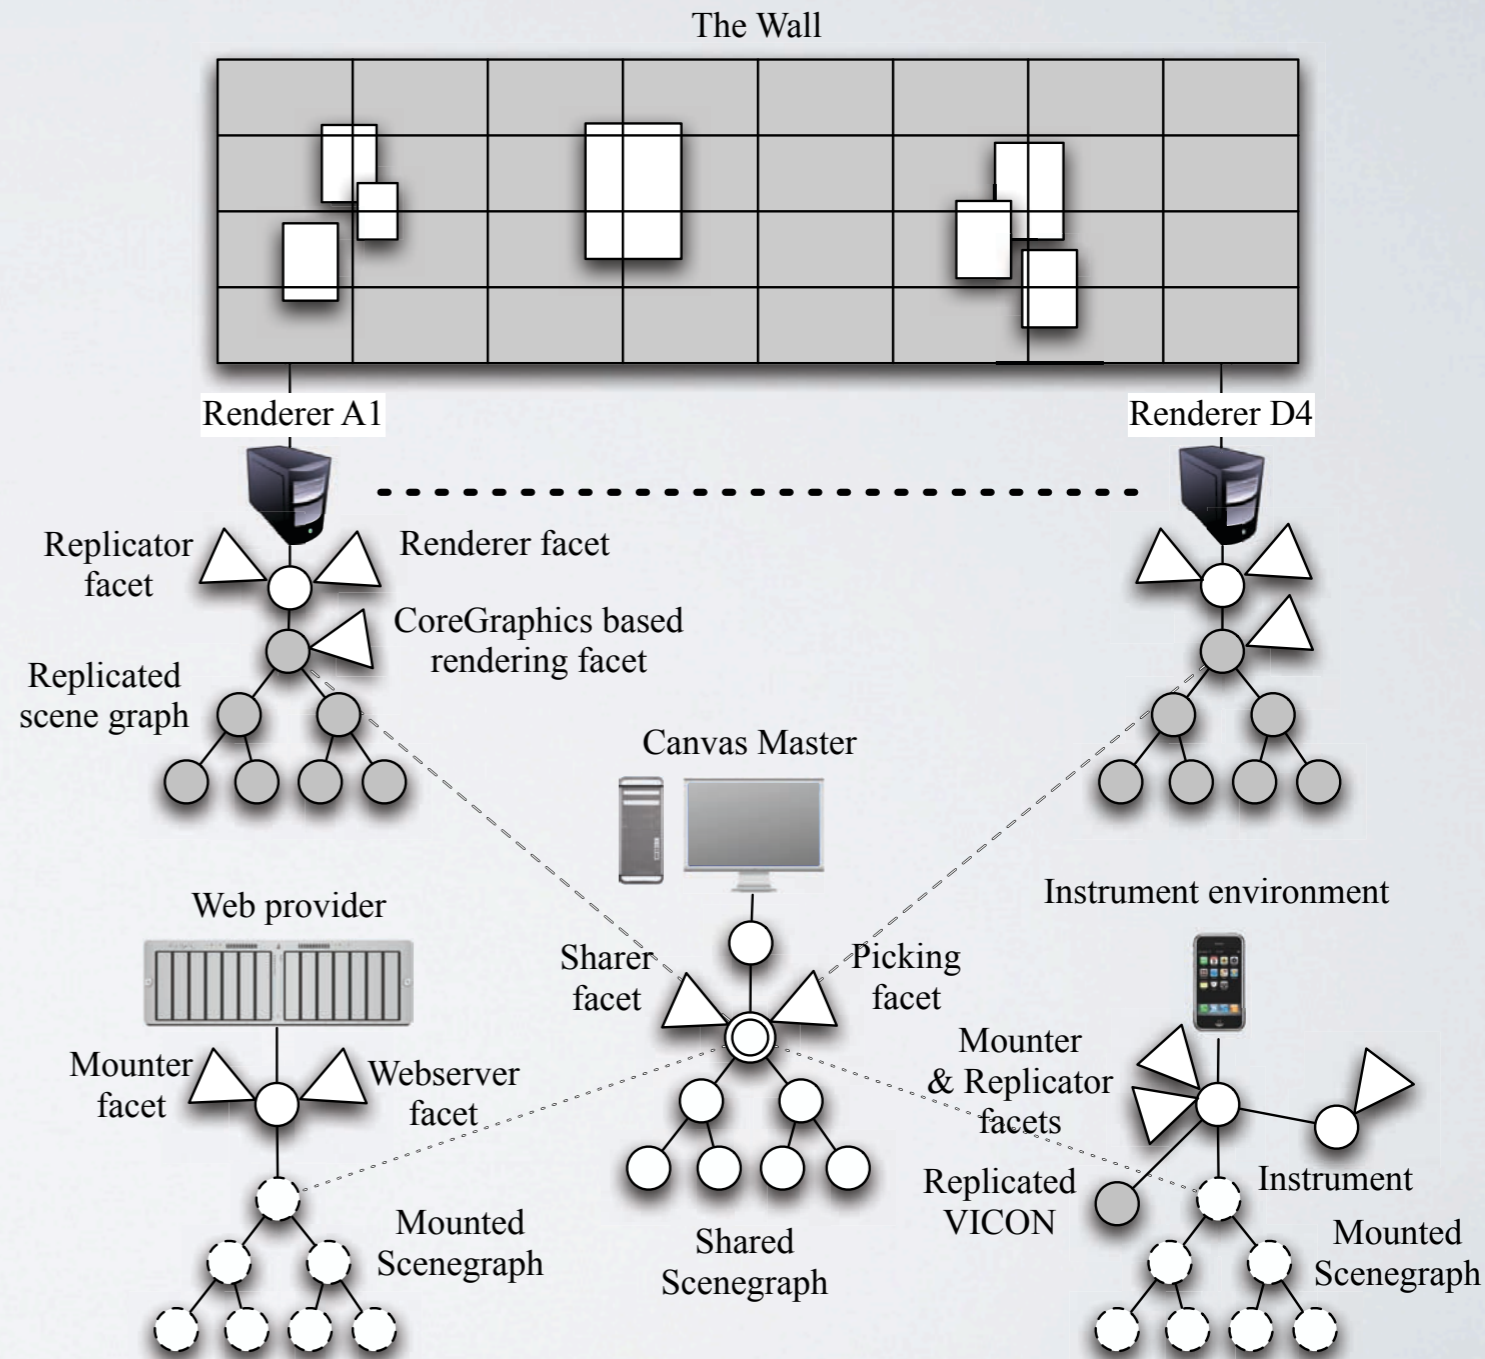 The Wall
Renderer A1
Renderer D4
Replicator
facet
Renderer facet
CoreGraphics based
rendering facet
Replicated
scene graph
Canvas Master
Web provider
Instrument environment
Sharer
facet
Picking
facet
Mounter
facet
Webserver
facet
Mounter
& Replicator
facets
Replicated
VICON
Instrument
Mounted
Scenegraph
Shared
Scenegraph
Mounted
Scenegraph